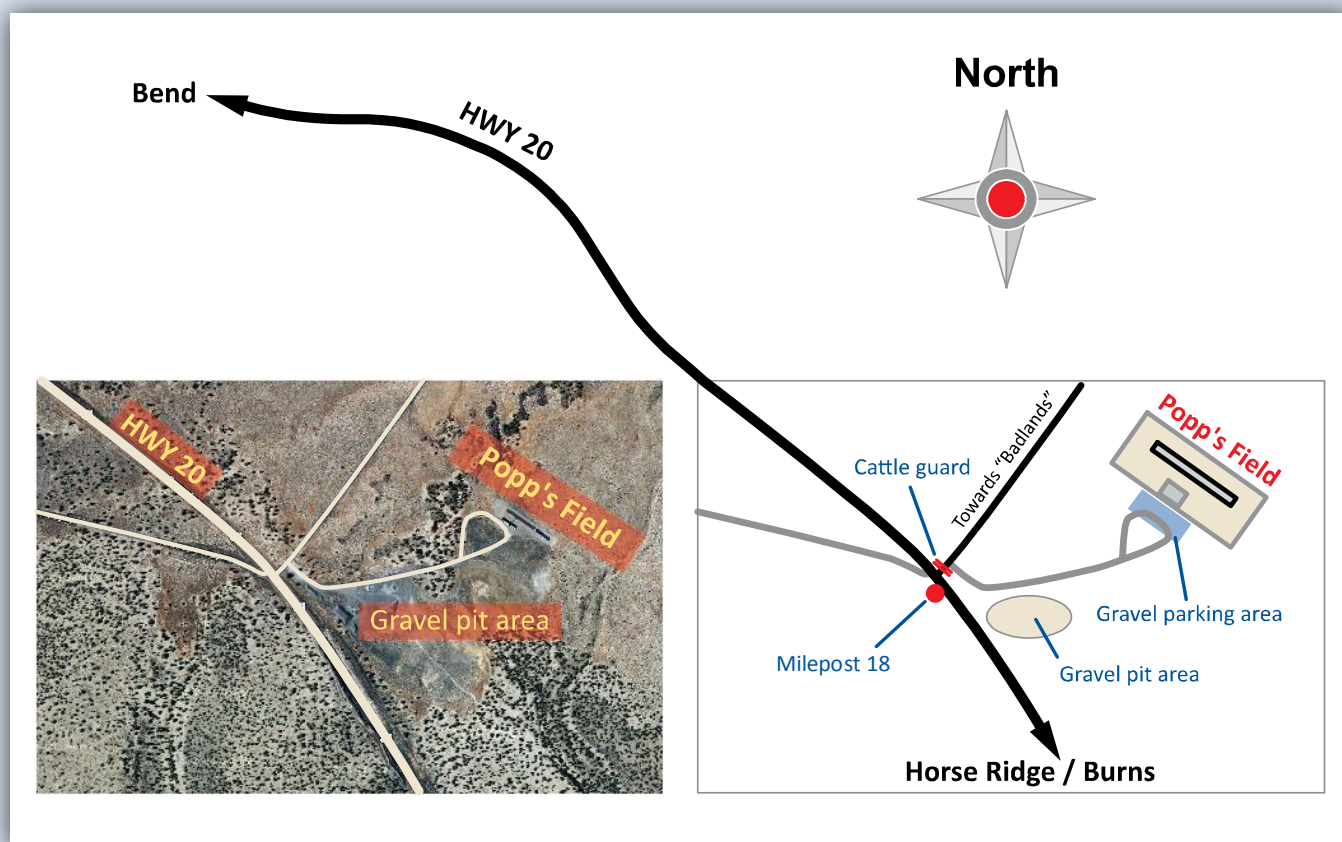 North
Bend
HWY 20
HWY 20
Popp's Field
Gravel pit area
Popp's Field
Towards "Badlands"
Cattle guard
Gravel parking area
Milepost 18
Gravel pit area
Horse Ridge / Burns